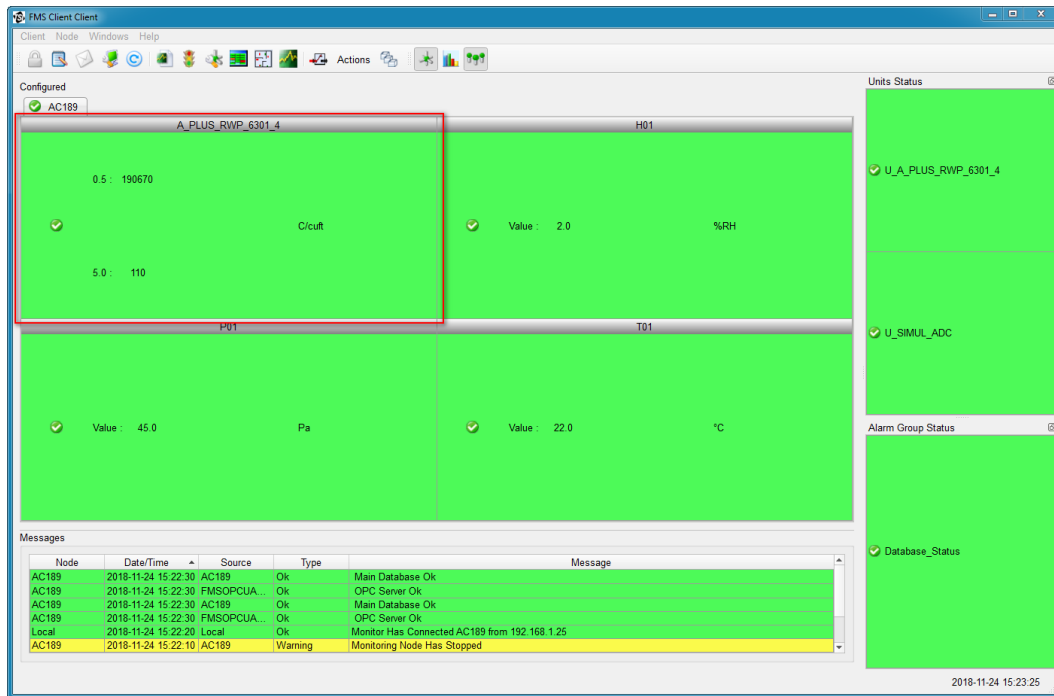 FMS Client Client
Client Node Windows Help
Actions
Configured
AC189
A_PLUS_RWP_6301_4
0.5 : 190670
C/cuft
5.0 : 110
H01
Value : 2.0 %RH
P01
Value : 45.0 Pa
T01
Value : 22.0 °C
Units Status
U_A_PLUS_RWP_6301_4
U_SIMUL_ADC
Alarm Group Status
Database_Status
Messages
Node Date/Time Source Type Message
AC189 2018-11-24 15:22:30 AC189 Ok Main Database Ok
AC189 2018-11-24 15:22:30 FMSOPCUA... Ok OPC Server Ok
AC189 2018-11-24 15:22:30 AC189 Ok Main Database Ok
AC189 2018-11-24 15:22:30 FMSOPCUA... Ok OPC Server Ok
Local 2018-11-24 15:22:20 Local Ok Monitor Has Connected AC189 from 192.168.1.25
AC189 2018-11-24 15:22:10 AC189 Warning Monitoring Node Has Stopped
2018-11-24 15:23:25